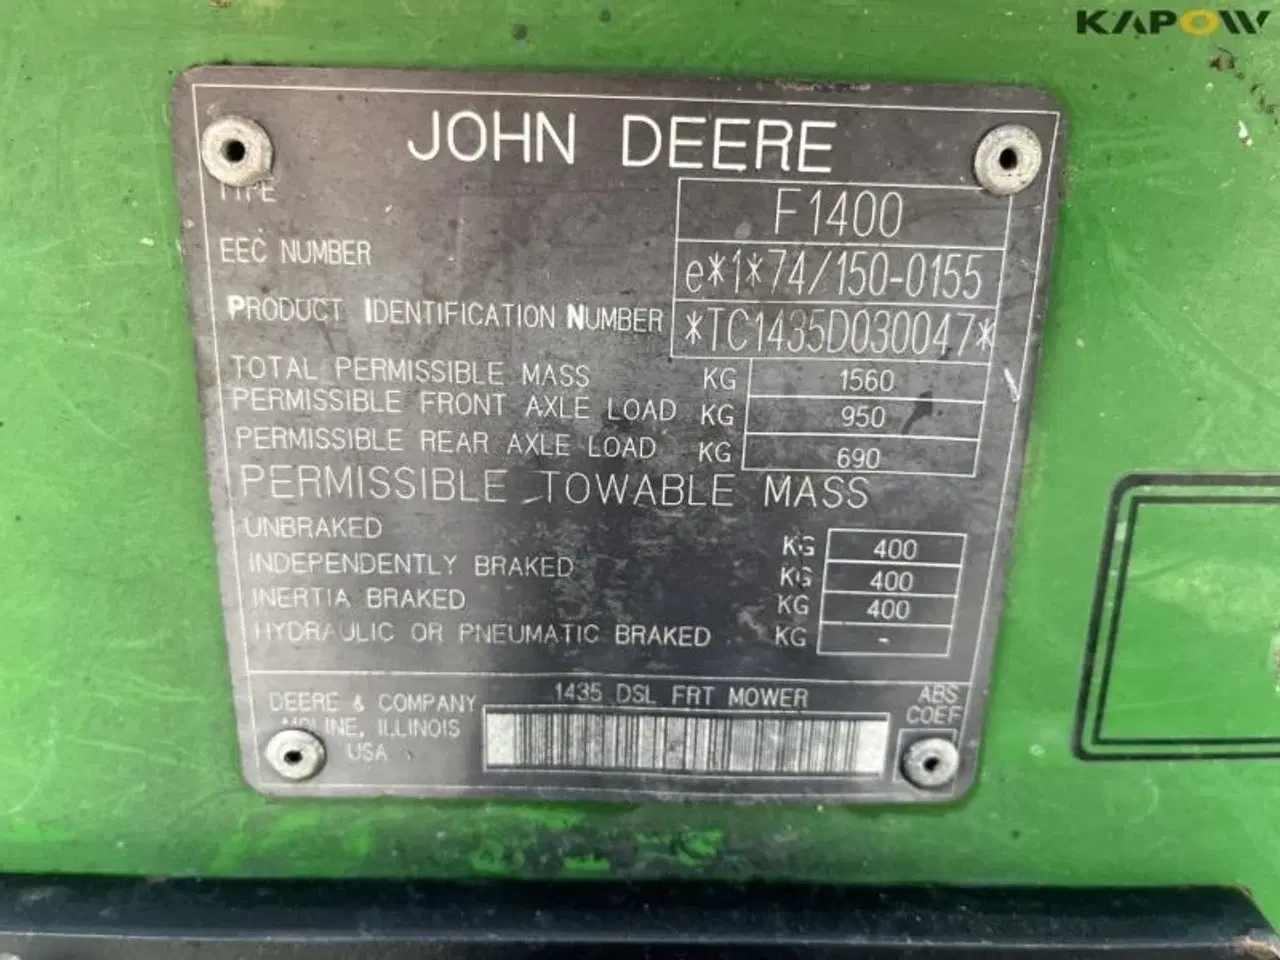 KAPOW
JOHN DEERE
TYPE F1400
EEC NUMBER e*1*74/150-0155
PRODUCT IDENTIFICATION NUMBER *TC1435D030047*
TOTAL PERMISSIBLE MASS KG 1560
PERMISSIBLE FRONT AXLE LOAD KG 950
PERMISSIBLE REAR AXLE LOAD KG 690
PERMISSIBLE TOWABLE MASS
UNBRAKED KG 400
INDEPENDENTLY BRAKED KG 400
INERTIA BRAKED KG 400
HYDRAULIC OR PNEUMATIC BRAKED KG -
DEERE & COMPANY
MOLINE, ILLINOIS
USA
1435 DSL FRT MOWER
ABS
COEF